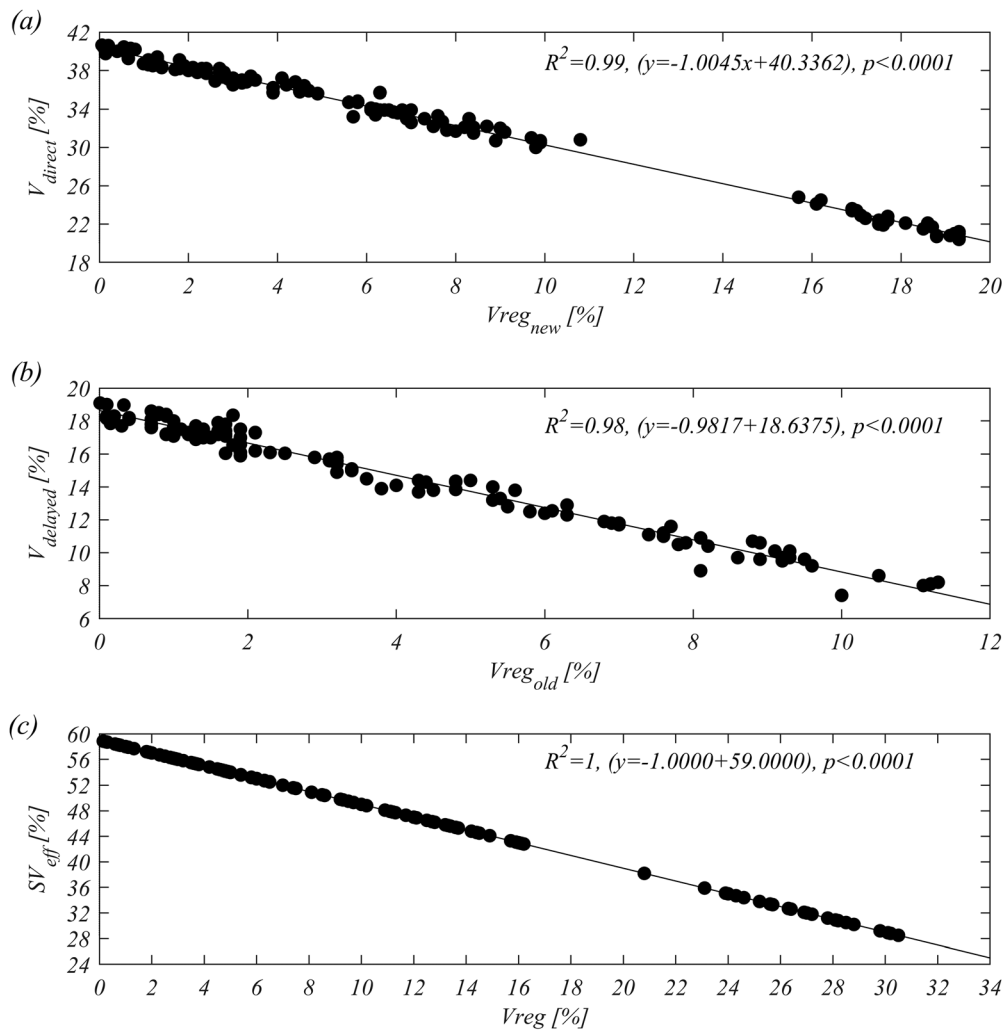 (a)
42
38
34
30
26
22
18
V_direct [%]
R²=0.99, (y=-1.0045x+40.3362), p<0.0001
0 2 4 6 8 10 12 14 16 18 20
Vreg_new [%]
(b)
20
18
16
14
12
10
8
6
V_delayed [%]
R²=0.98, (y=-0.9817+18.6375), p<0.0001
0 2 4 6 8 10 12
Vreg_old [%]
(c)
60
56
52
48
44
40
36
32
28
24
SV_eff [%]
R²=1, (y=-1.0000+59.0000), p<0.0001
0 2 4 6 8 10 12 14 16 18 20 22 24 26 28 30 32 34
Vreg [%]